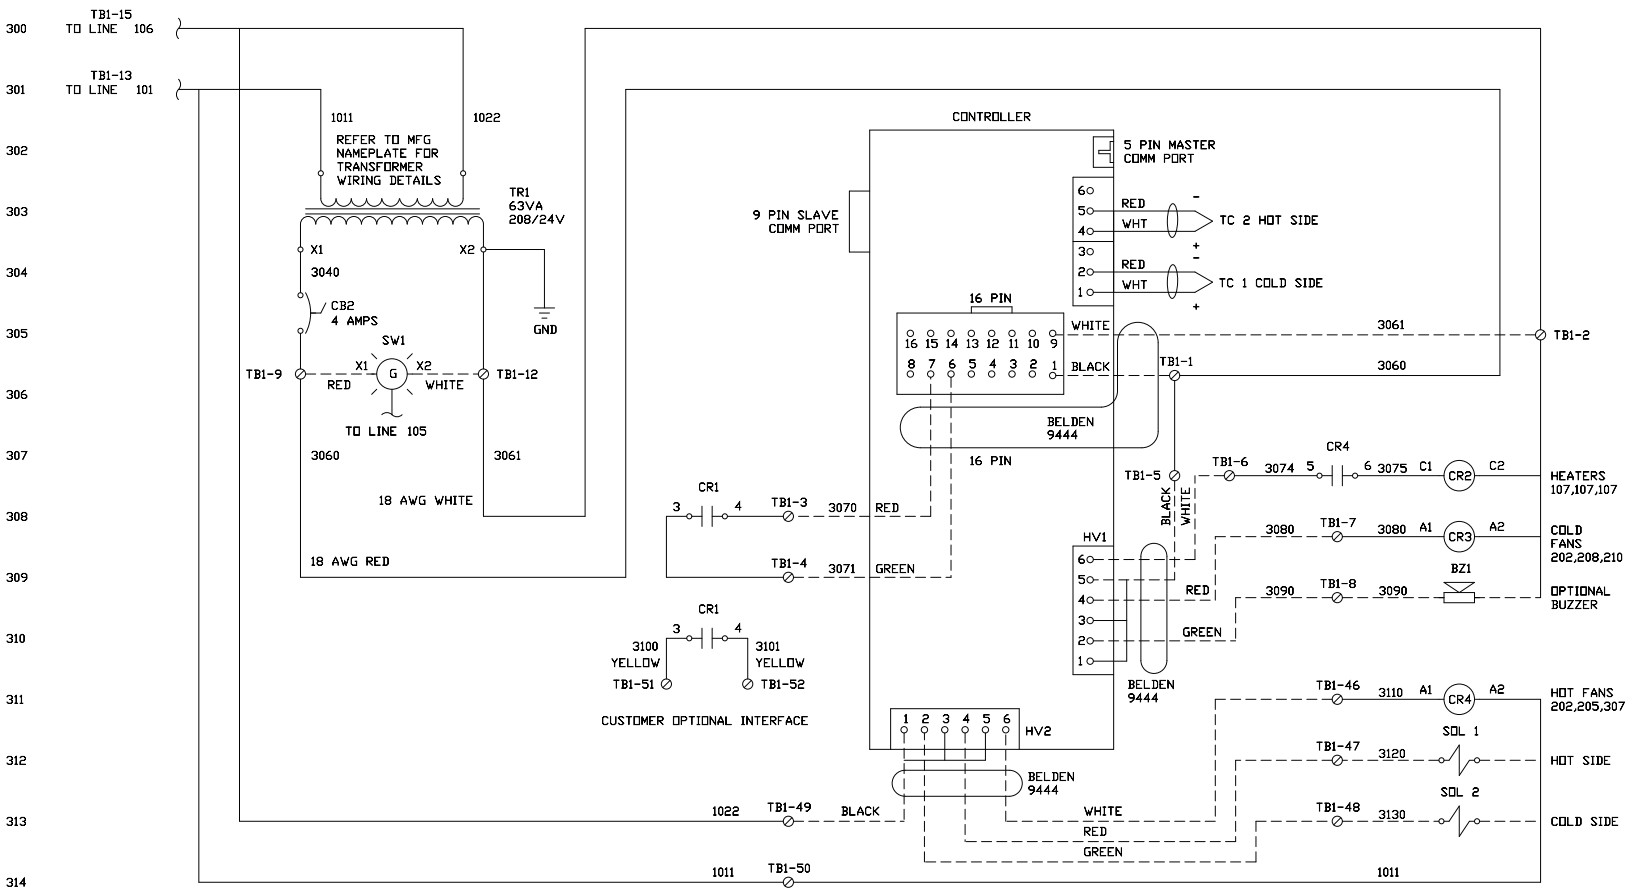 TB1-15
300 TO LINE 106
TB1-13
301 TO LINE 101
1011 1022
CONTROLLER
REFER TO MFG
NAMEPLATE FOR
TRANSFORMER
WIRING DETAILS
302
5 PIN MASTER
COMM PORT
TR1
63VA
208/24V
303
9 PIN SLAVE
COMM PORT
6
5 RED -
4 WHT +
TC 2 HOT SIDE
3
2 RED -
1 WHT +
TC 1 COLD SIDE
X1 X2
304 3040
CB2
4 AMPS
GND
16 PIN
305
SW1
WHITE 3061 TB1-2
16 15 14 13 12 11 10 9
8 7 6 5 4 3 2 1
BLACK TB1-1 3060
TB1-9 X1 G X2 TB1-12
RED WHITE
306
TO LINE 105
BELDEN
9444
307 3060 3061
16 PIN
CR4
TB1-5 TB1-6 3074 5 6 3075 C1 CR2 C2
HEATERS
107,107,107
BLACK
WHITE
18 AWG WHITE
CR1
308 3 4 TB1-3 3070 RED
HV1
3080 TB1-7 3080 A1 CR3 A2
COLD
FANS
202,208,210
309 18 AWG RED
TB1-4 3071 GREEN
6
5
4 RED
3
2 GREEN
1
3090 TB1-8 3090 BZ1
OPTIONAL
BUZZER
CR1
310 3 4
3100 3101
YELLOW YELLOW
TB1-51 TB1-52
BELDEN
9444
311
CUSTOMER OPTIONAL INTERFACE
1 2 3 4 5 6 HV2
TB1-46 3110 A1 CR4 A2
HOT FANS
202,205,307
SOL 1
312 TB1-47 3120 HOT SIDE
BELDEN
9444
SOL 2
313 1022 TB1-49 BLACK WHITE TB1-48 3130 COLD SIDE
RED
GREEN
314 1011 TB1-50 1011